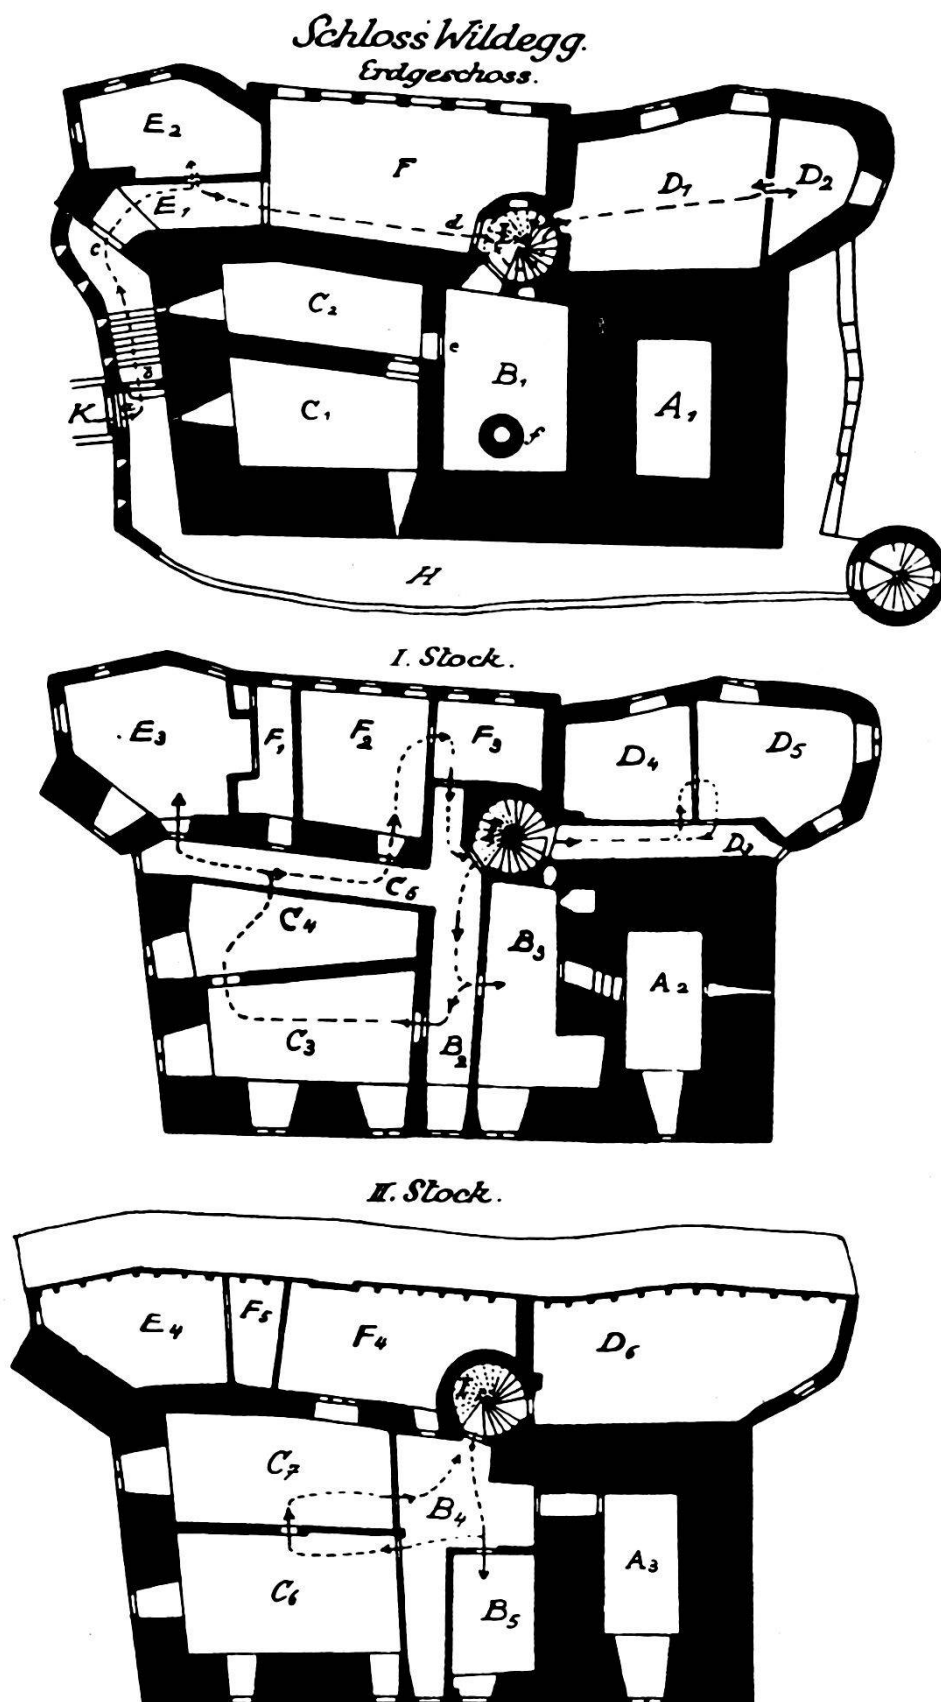 Schloss Wildegg.
Erdgeschoss.
E2
F
D1
D2
E1
d
c
C2
e
B1
K
C1
f
A1
H
I. Stock.
E3
F1
F2
F3
D4
D5
D3
C5
C4
B3
A2
C3
B2
II. Stock.
E4
F5
F4
D6
C7
B4
A3
C6
B5